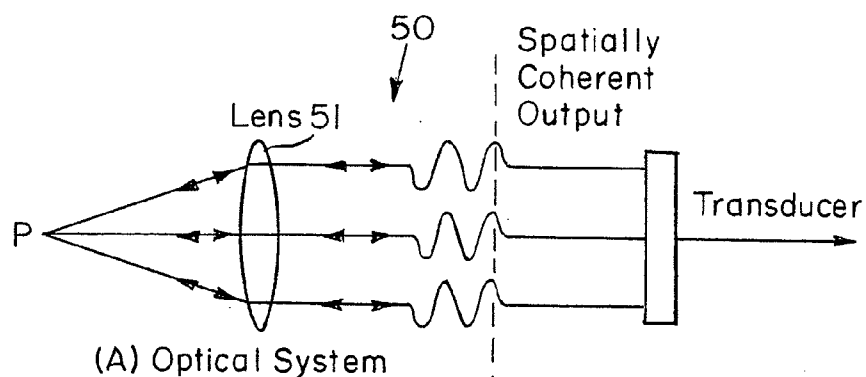 50
Spatially
Coherent
Output
Lens 51
P
Transducer
(A) Optical System